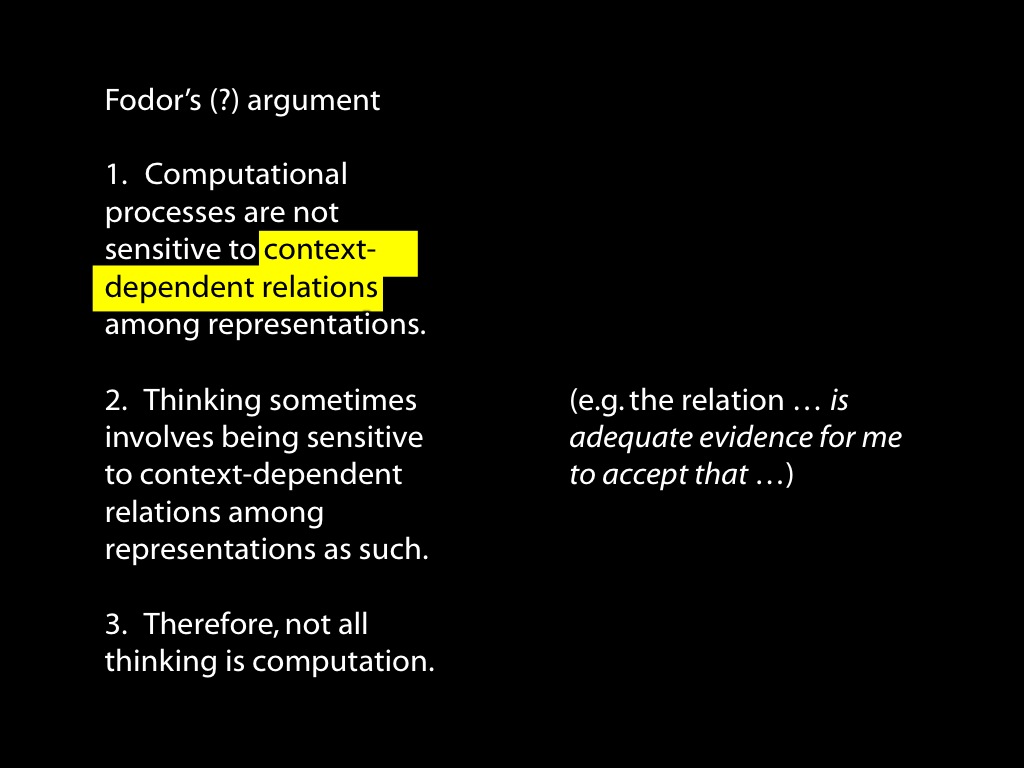 Fodor’s (?) argument
1. Computational
processes are not
sensitive to context-
dependent relations
among representations.
2. Thinking sometimes
involves being sensitive
to context-dependent
relations among
representations as such.
(e.g. the relation … is
adequate evidence for me
to accept that …)
3. Therefore, not all
thinking is computation.